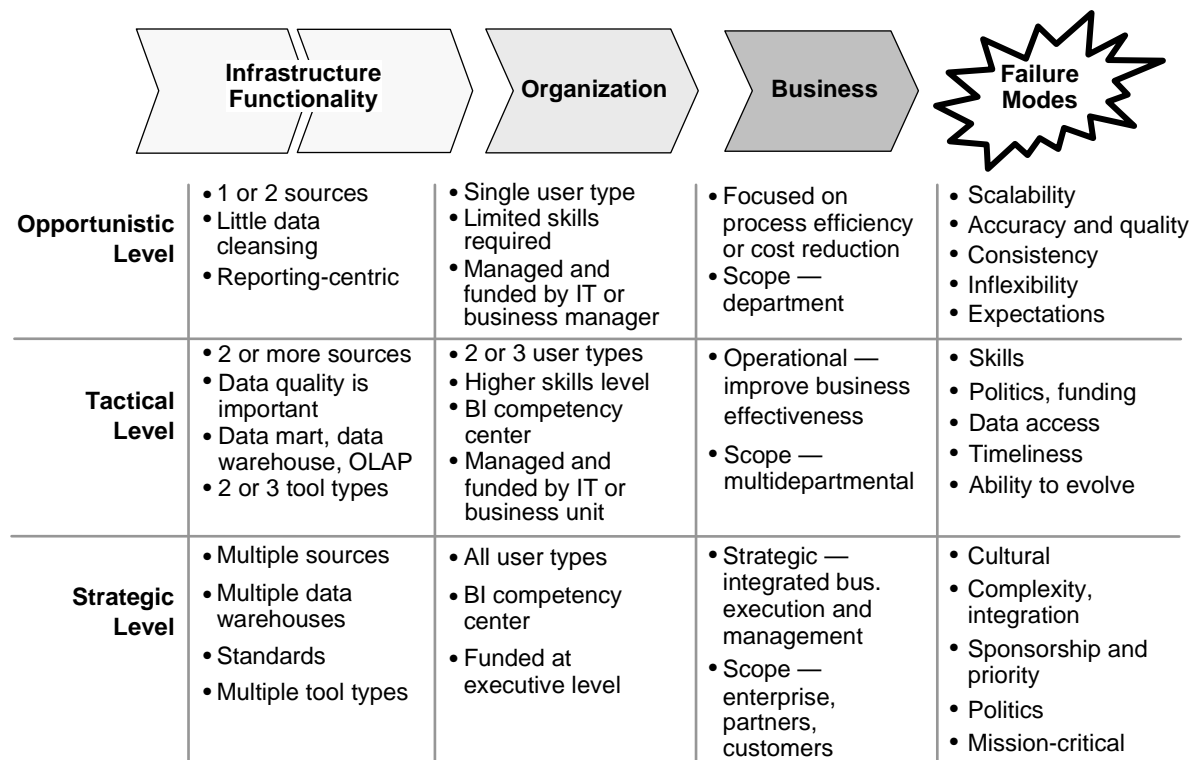 Infrastructure
Functionality
Organization
Business
Failure
Modes
Opportunistic
Level
• 1 or 2 sources
• Little data
cleansing
• Reporting-centric
• Single user type
• Limited skills
required
• Managed and
funded by IT or
business manager
• Focused on
process efficiency
or cost reduction
• Scope —
department
• Scalability
• Accuracy and quality
• Consistency
• Inflexibility
• Expectations
Tactical
Level
• 2 or more sources
• Data quality is
important
• Data mart, data
warehouse, OLAP
• 2 or 3 tool types
• 2 or 3 user types
• Higher skills level
• BI competency
center
• Managed and
funded by IT or
business unit
• Operational —
improve business
effectiveness
• Scope —
multidepartmental
• Skills
• Politics, funding
• Data access
• Timeliness
• Ability to evolve
Strategic
Level
• Multiple sources
• Multiple data
warehouses
• Standards
• Multiple tool types
• All user types
• BI competency
center
• Funded at
executive level
• Strategic —
integrated bus.
execution and
management
• Scope —
enterprise,
partners,
customers
• Cultural
• Complexity,
integration
• Sponsorship and
priority
• Politics
• Mission-critical